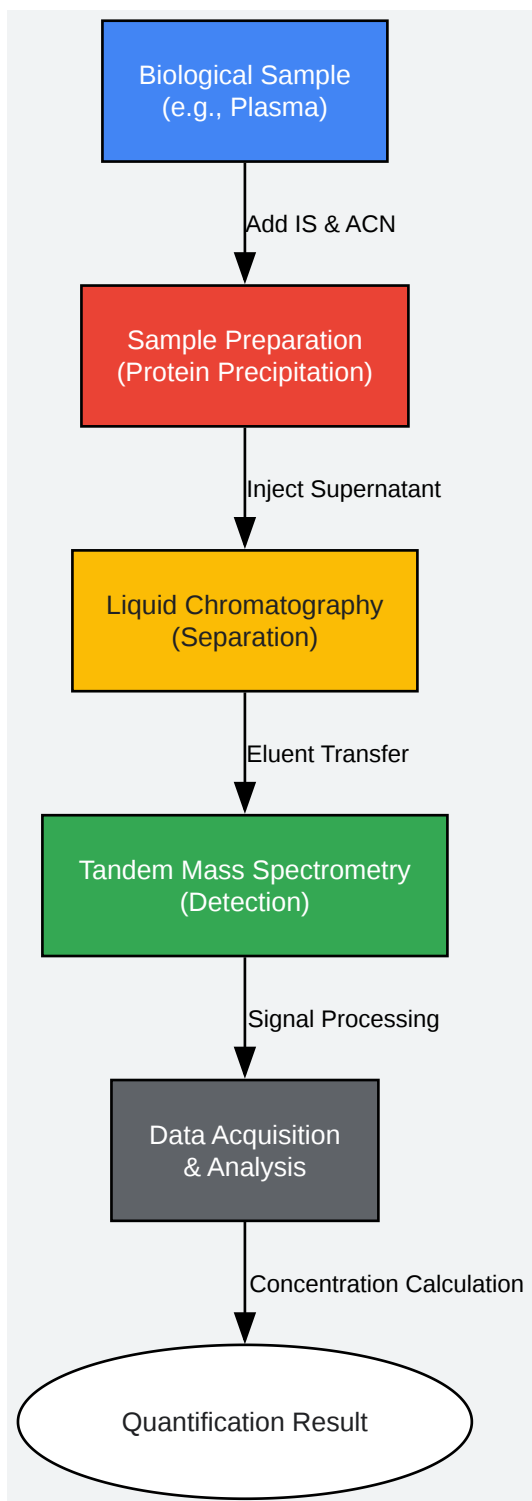 Biological Sample
(e.g., Plasma)
Add IS & ACN
Sample Preparation
(Protein Precipitation)
Inject Supernatant
Liquid Chromatography
(Separation)
Eluent Transfer
Tandem Mass Spectrometry
(Detection)
Signal Processing
Data Acquisition
& Analysis
Concentration Calculation
Quantification Result